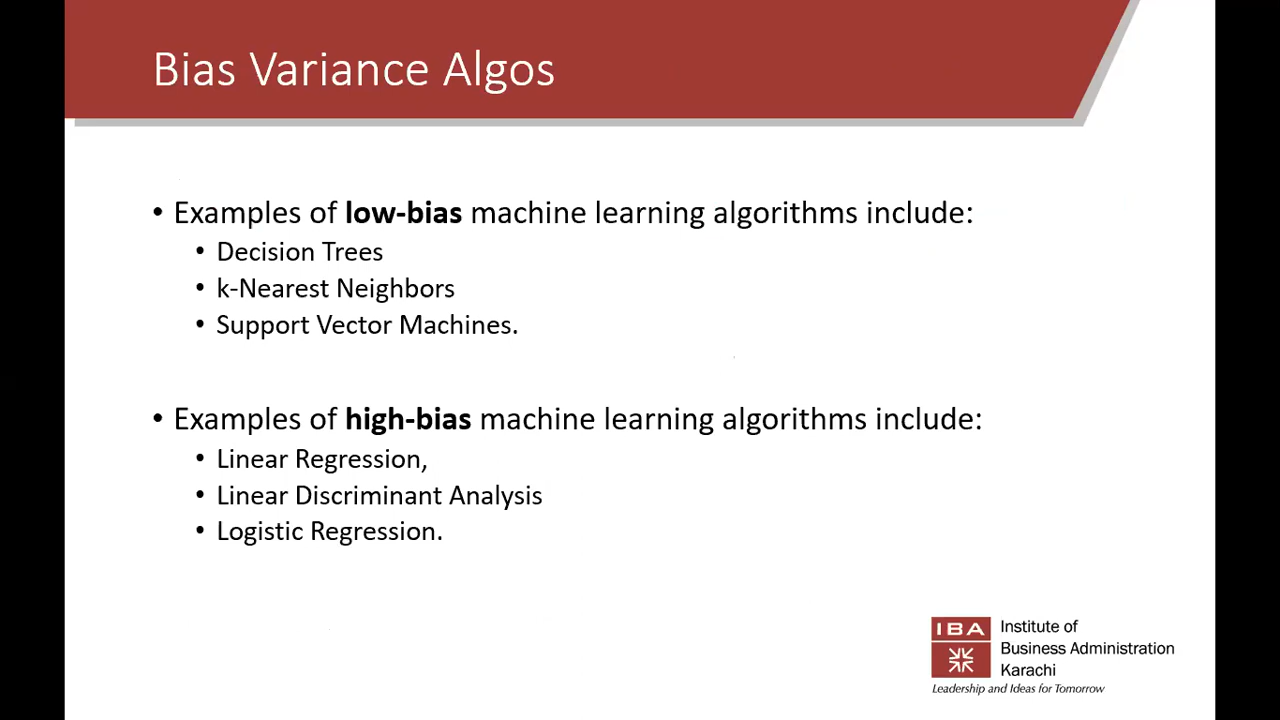 Bias Variance Algos
• Examples of low-bias machine learning algorithms include:
• Decision Trees
• k-Nearest Neighbors
• Support Vector Machines.
• Examples of high-bias machine learning algorithms include:
• Linear Regression,
• Linear Discriminant Analysis
• Logistic Regression.
IBA
Institute of
Business Administration
Karachi
Leadership and Ideas for Tomorrow